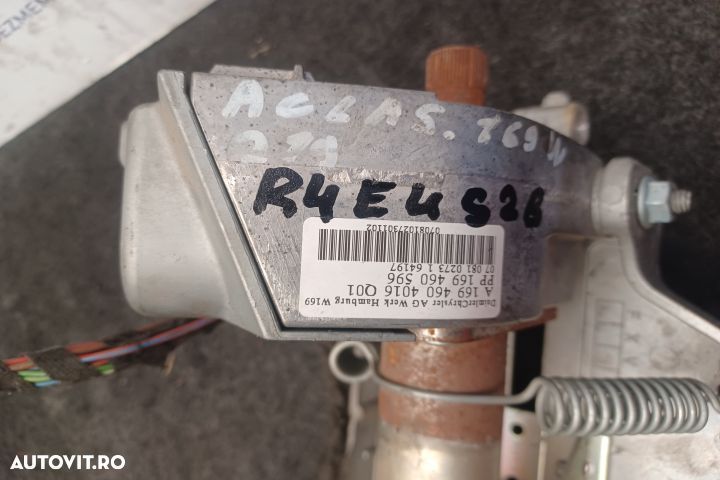 A CLAS. 169 W
R4E4S26
07081027301102
07 081 0273 1 64197
PP 169 460 596
A 169 460 4016 Q01
DaimlerChrysler AG Werk Hamburg W169
AUTOVIT.RO